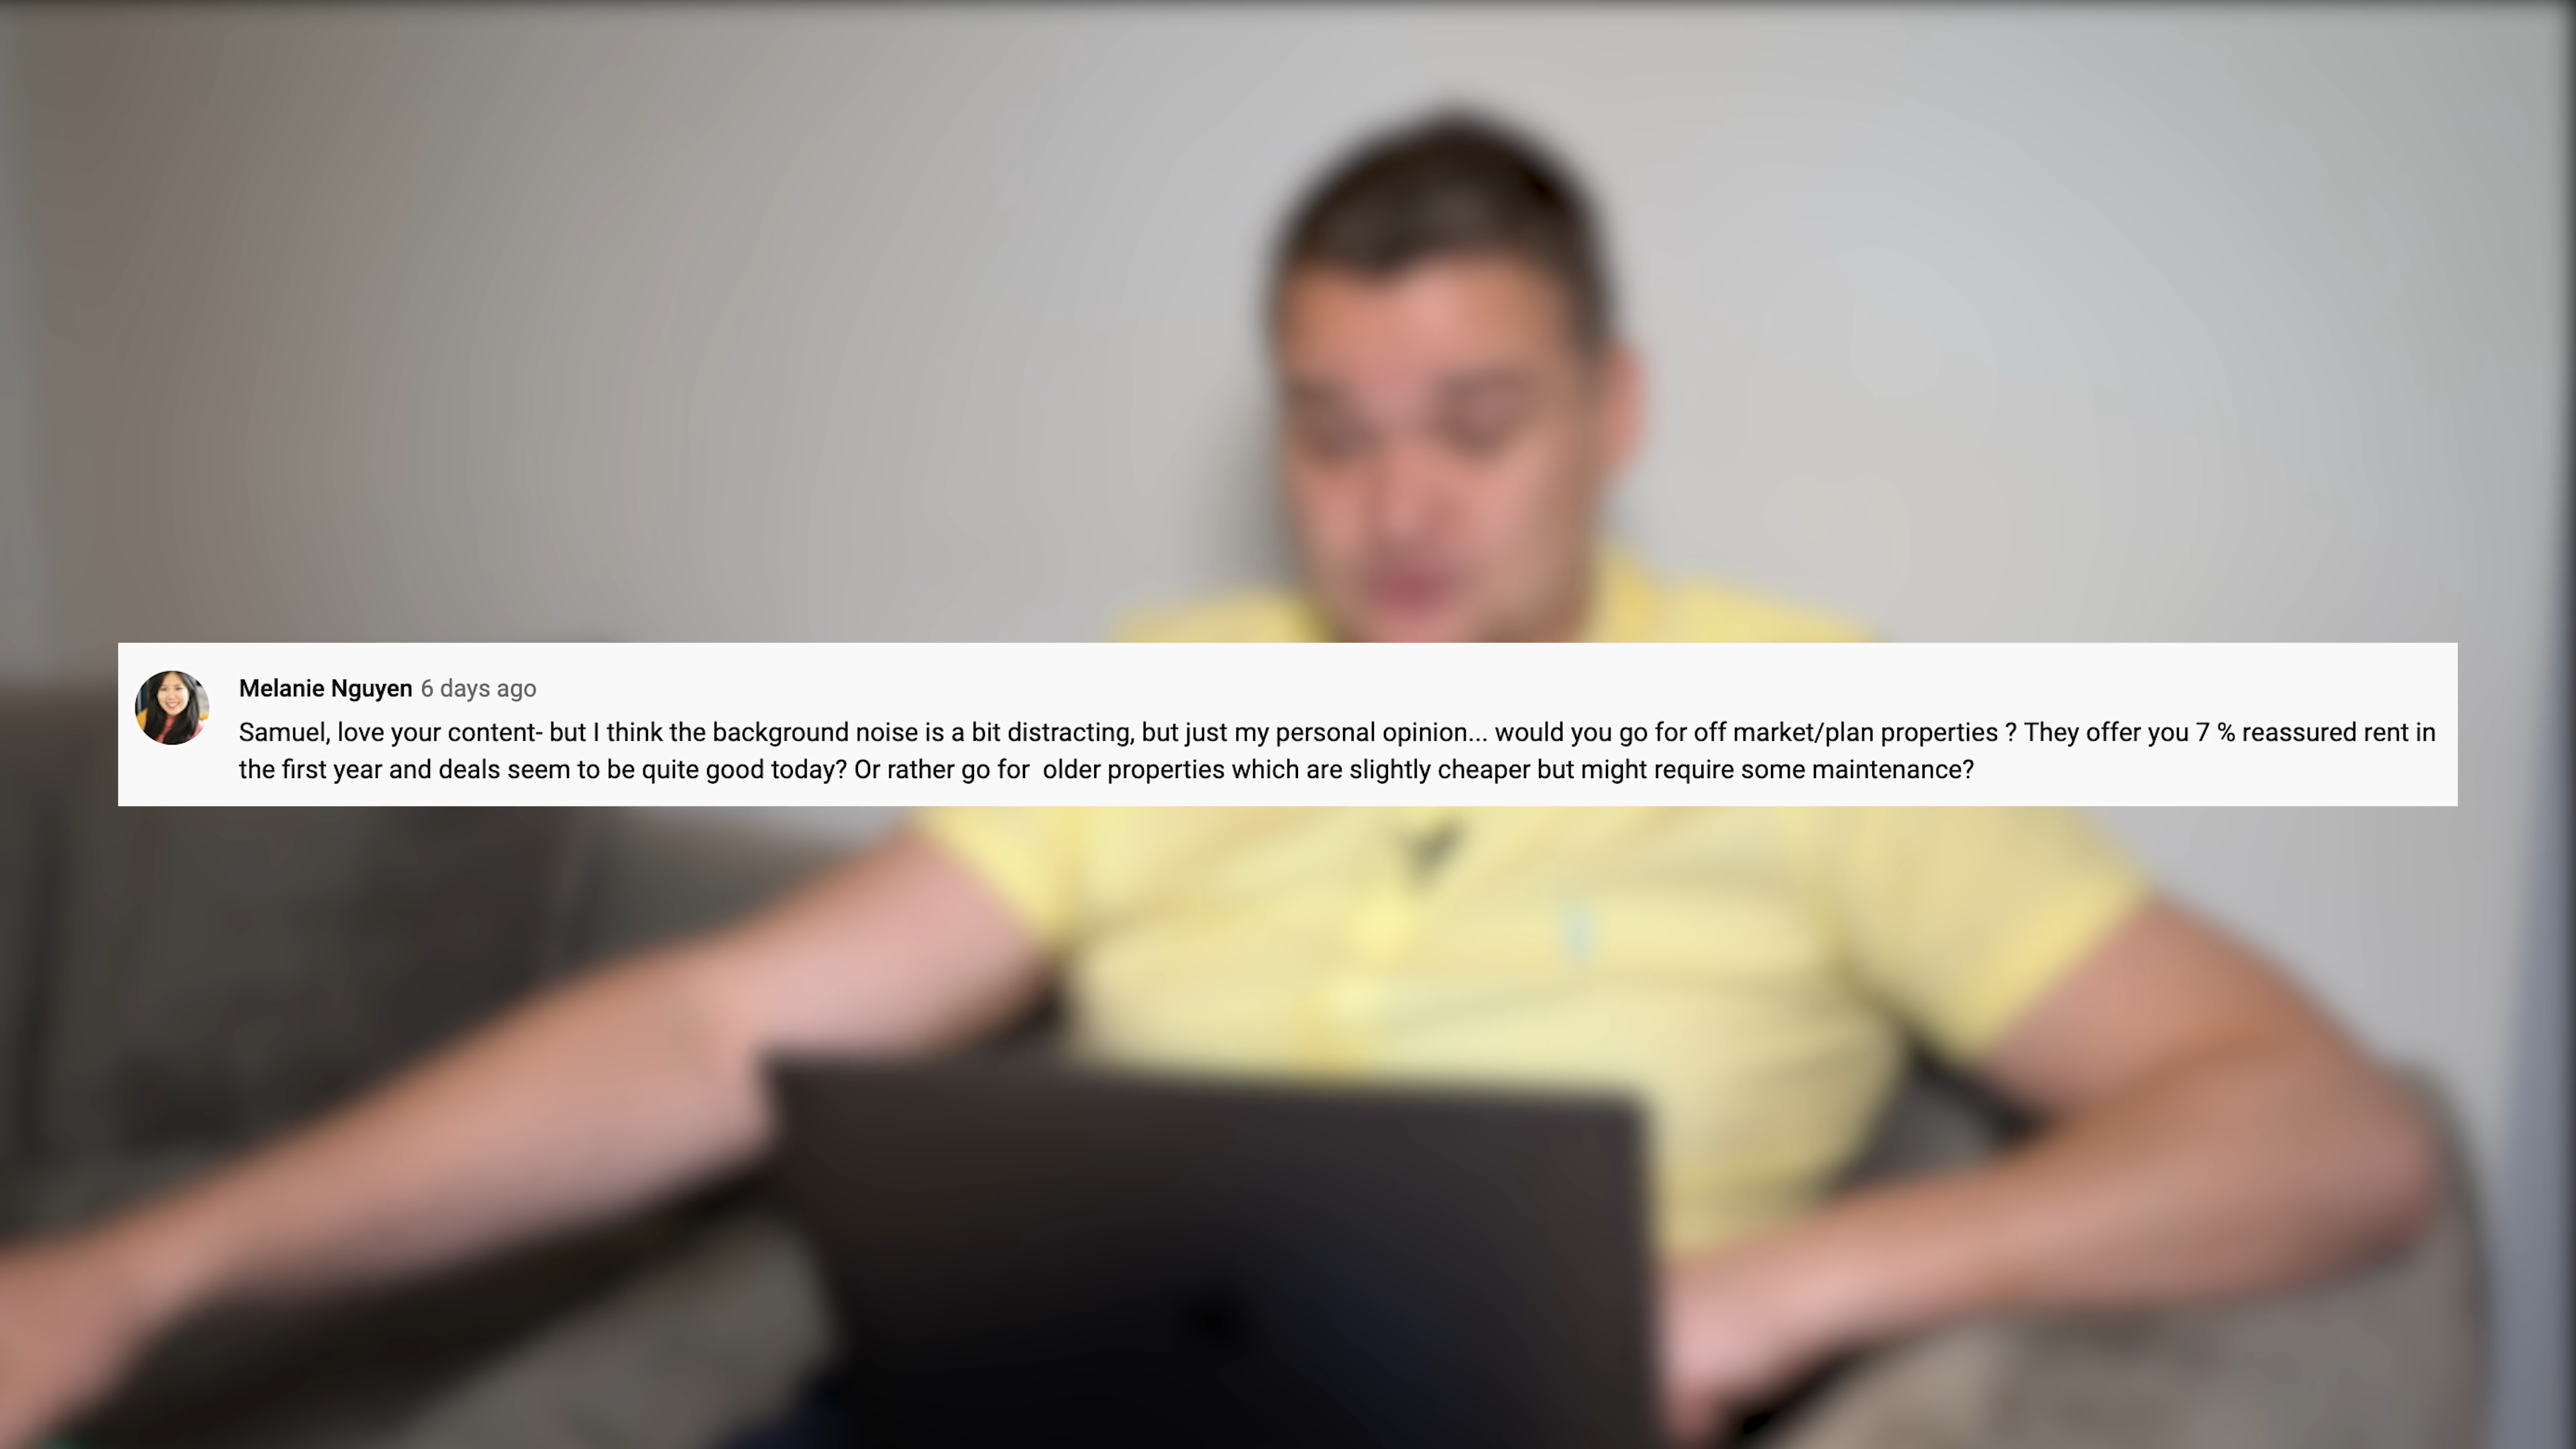 Melanie Nguyen 6 days ago
Samuel, love your content- but I think the background noise is a bit distracting, but just my personal opinion... would you go for off market/plan properties ? They offer you 7 % reassured rent in
the first year and deals seem to be quite good today? Or rather go for  older properties which are slightly cheaper but might require some maintenance?